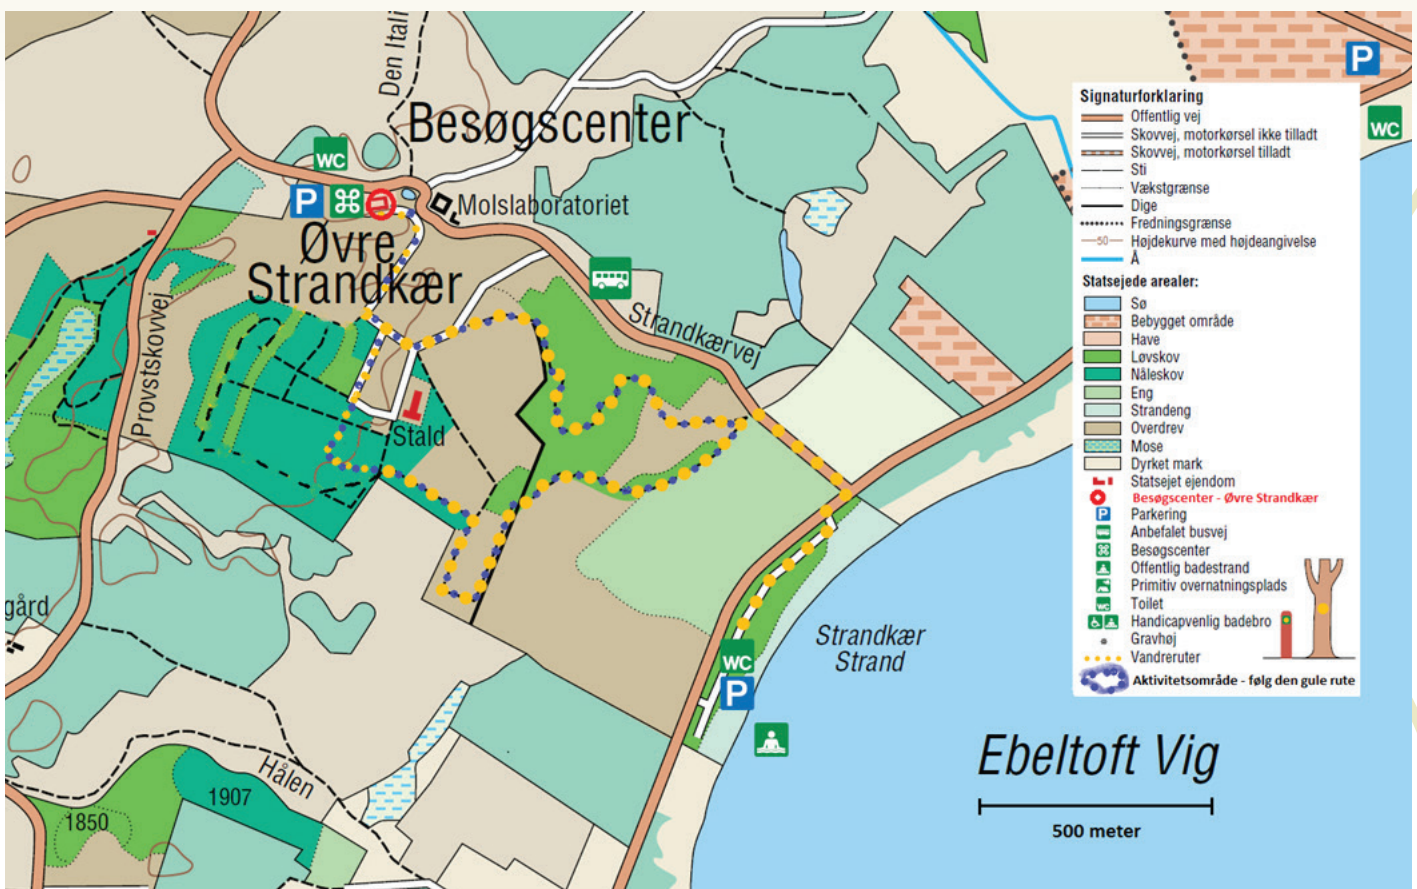 Den Itali
Besøgscenter
WC
P
Molslaboratoriet
Øvre
Strandkær
Provstskovvej
Strandkærvej
Stald
gård
WC
P
Strandkær
Strand
Hålen
1907
1850
Ebeltoft Vig
500 meter
P
WC
Signaturforklaring
Offentlig vej
Skovvej, motorkørsel ikke tilladt
Skovvej, motorkørsel tilladt
Sti
Vækstgrænse
Dige
Fredningsgrænse
50 Højdekurve med højdeangivelse
Å
Statsejede arealer:
Sø
Bebygget område
Have
Løvskov
Nåleskov
Eng
Strandeng
Overdrev
Mose
Dyrket mark
Statsejet ejendom
Besøgscenter - Øvre Strandkær
P Parkering
Anbefalet busvej
Besøgscenter
Offentlig badestrand
Primitiv overnatningsplads
WC Toilet
Handicapvenlig badebro
Gravhøj
Vandreruter
Aktivitetsområde - følg den gule rute